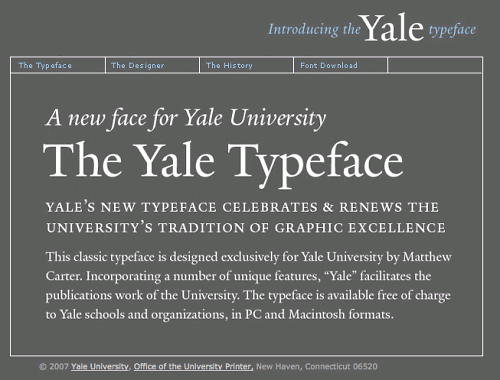 Introducing the Yale typeface
The Typeface The Designer The History Font Download
A new face for Yale University
The Yale Typeface
YALE'S NEW TYPEFACE CELEBRATES & RENEWS THE
UNIVERSITY'S TRADITION OF GRAPHIC EXCELLENCE
This classic typeface is designed exclusively for Yale University by Matthew
Carter. Incorporating a number of unique features, “Yale” facilitates the
publications work of the University. The typeface is available free of charge
to Yale schools and organizations, in PC and Macintosh formats.
© 2007 Yale University, Office of the University Printer, New Haven, Connecticut 06520